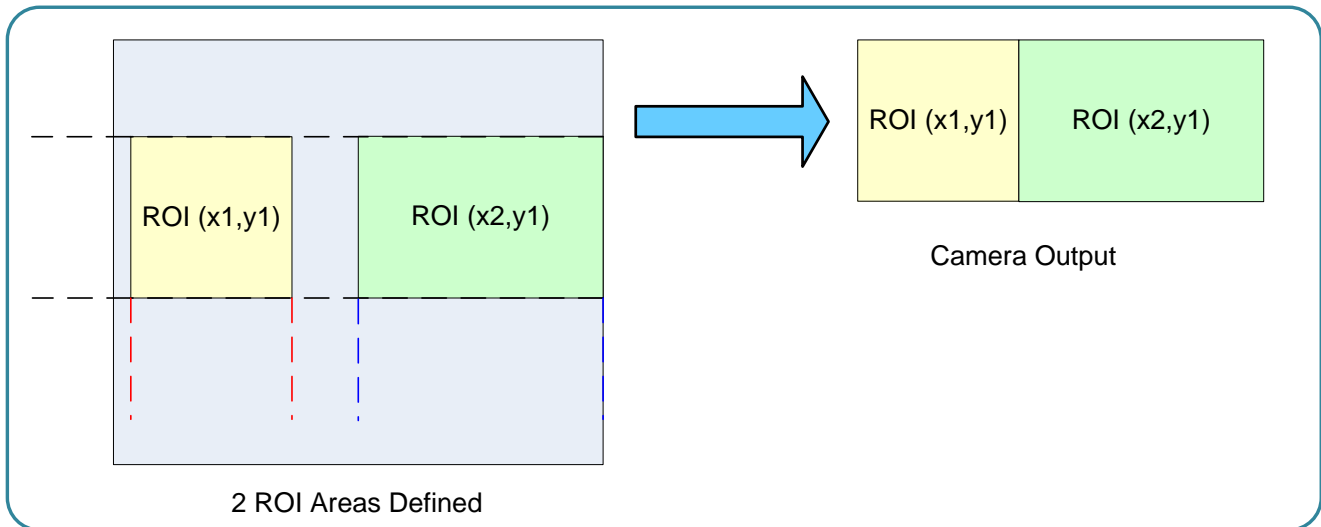 ROI (x1,y1)
ROI (x2,y1)
2 ROI Areas Defined
ROI (x1,y1)
ROI (x2,y1)
Camera Output